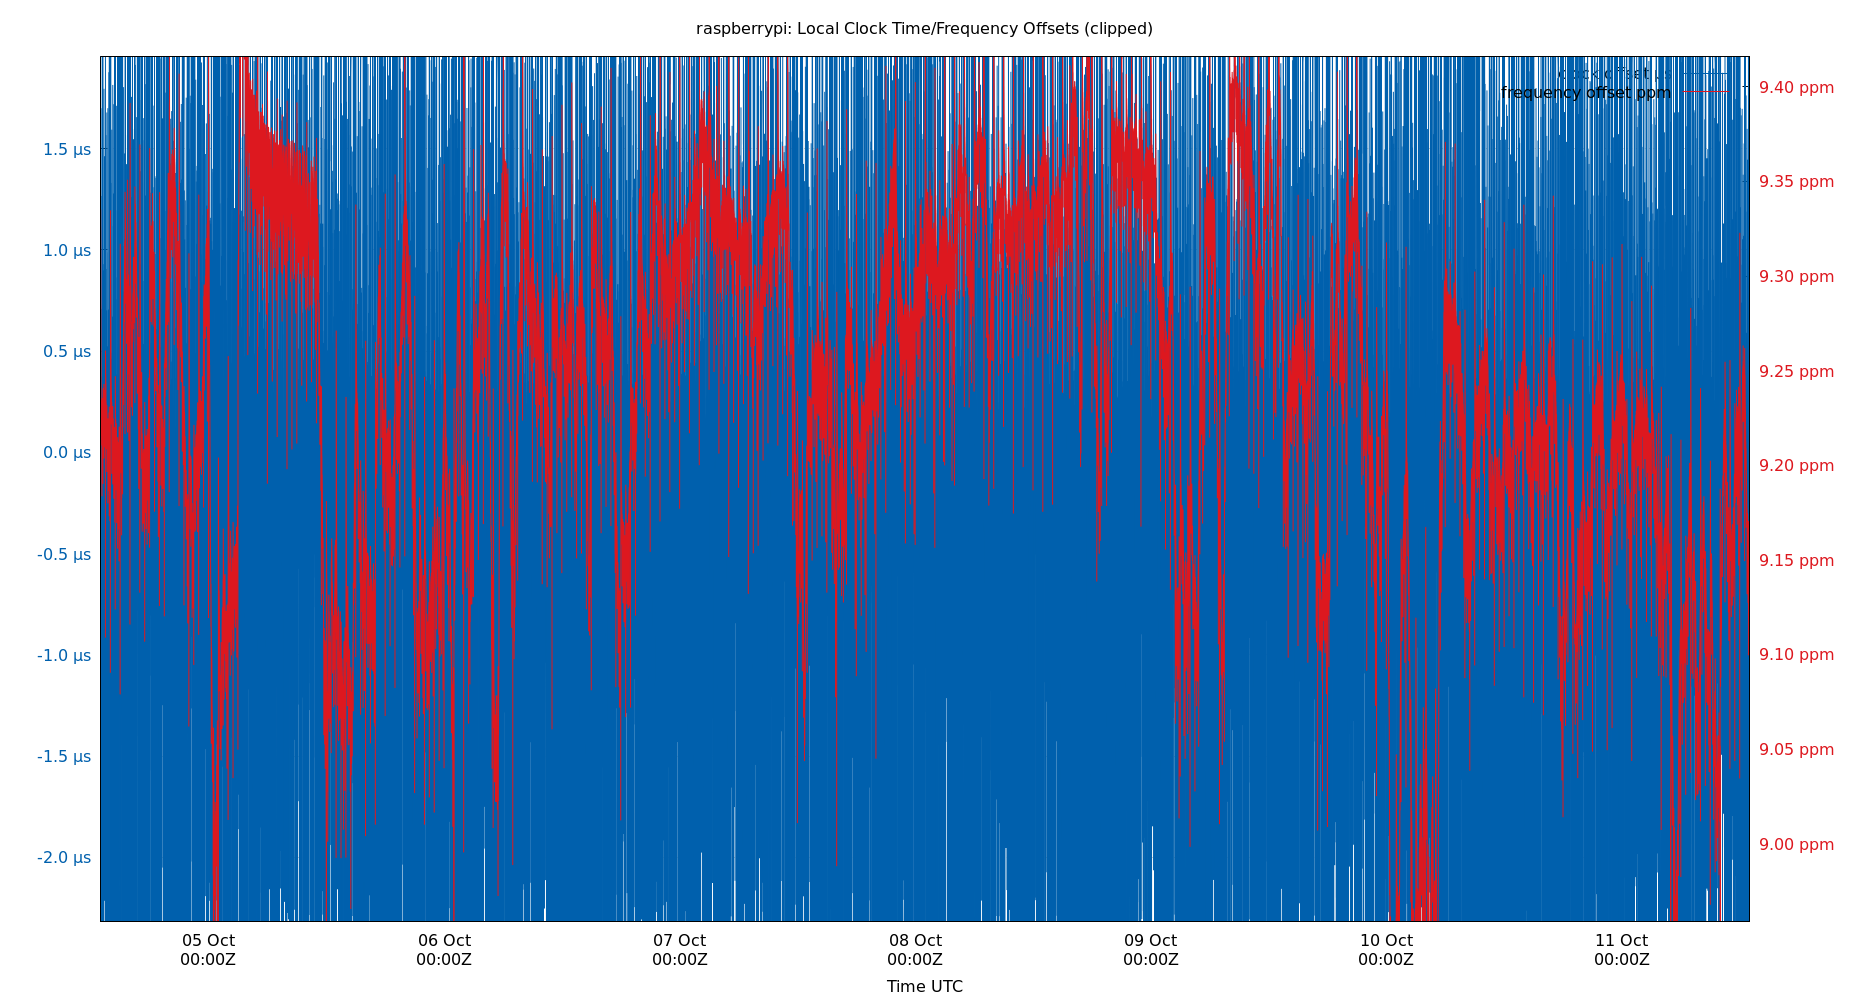 raspberrypi: Local Clock Time/Frequency Offsets (clipped)
clock offset μs
frequency offset ppm
1.5 μs
1.0 μs
0.5 μs
0.0 μs
-0.5 μs
-1.0 μs
-1.5 μs
-2.0 μs
9.40 ppm
9.35 ppm
9.30 ppm
9.25 ppm
9.20 ppm
9.15 ppm
9.10 ppm
9.05 ppm
9.00 ppm
05 Oct
00:00Z
06 Oct
00:00Z
07 Oct
00:00Z
08 Oct
00:00Z
09 Oct
00:00Z
10 Oct
00:00Z
11 Oct
00:00Z
Time UTC